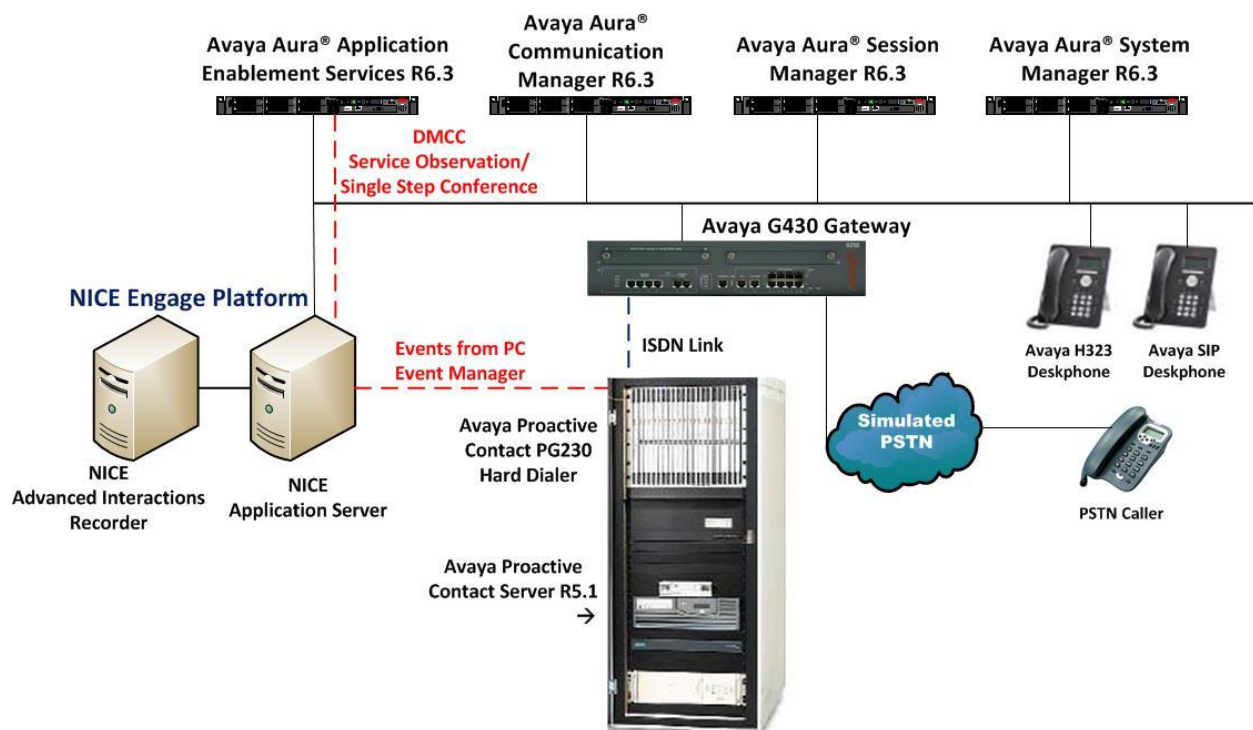 Avaya Aura® Application
Enablement Services R6.3
Avaya Aura®
Communication
Manager R6.3
Avaya Aura® Session
Manager R6.3
Avaya Aura® System
Manager R6.3
DMCC
Service Observation/
Single Step Conference
Avaya G430 Gateway
NICE Engage Platform
Events from PC
Event Manager
ISDN Link
Avaya H323
Deskphone
Avaya SIP
Deskphone
NICE
Advanced Interactions
Recorder
NICE
Application Server
Avaya Proactive
Contact PG230
Hard Dialer
Simulated
PSTN
PSTN Caller
Avaya Proactive
Contact Server R5.1
→